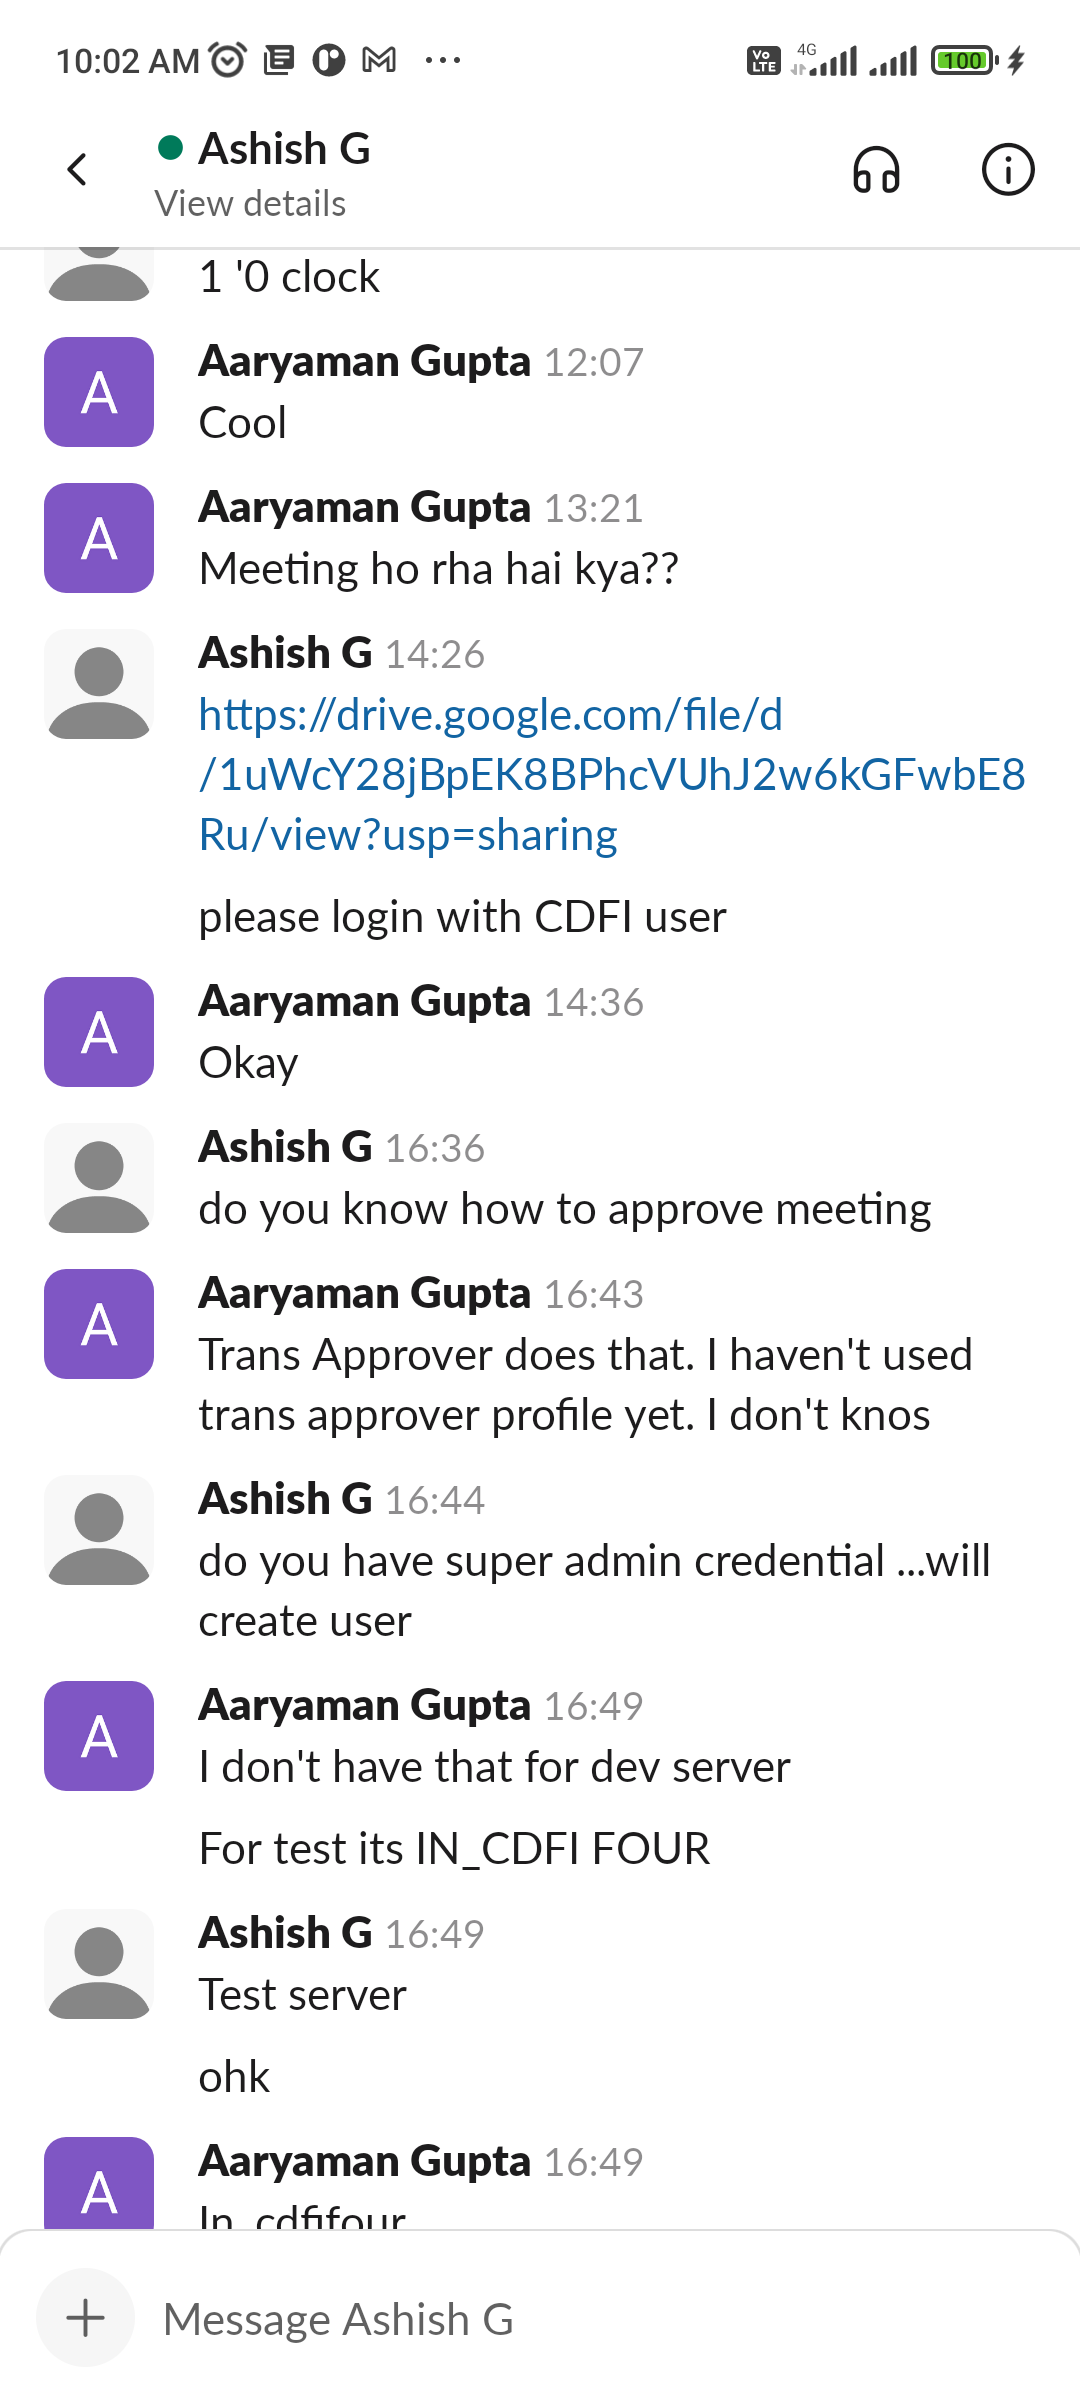 10:02 AM
Vo
LTE
4G
100
Ashish G
View details
1 '0 clock
A
Aaryaman Gupta 12:07
Cool
A
Aaryaman Gupta 13:21
Meeting ho rha hai kya??
Ashish G 14:26
https://drive.google.com/file/d
/1uWcY28jBpEK8BPhcVUhJ2w6kGFwbE8
Ru/view?usp=sharing
please login with CDFI user
A
Aaryaman Gupta 14:36
Okay
Ashish G 16:36
do you know how to approve meeting
A
Aaryaman Gupta 16:43
Trans Approver does that. I haven't used
trans approver profile yet. I don't knos
Ashish G 16:44
do you have super admin credential ...will
create user
A
Aaryaman Gupta 16:49
I don't have that for dev server
For test its IN_CDFI FOUR
Ashish G 16:49
Test server
ohk
A
Aaryaman Gupta 16:49
In_cdfifour
Message Ashish G